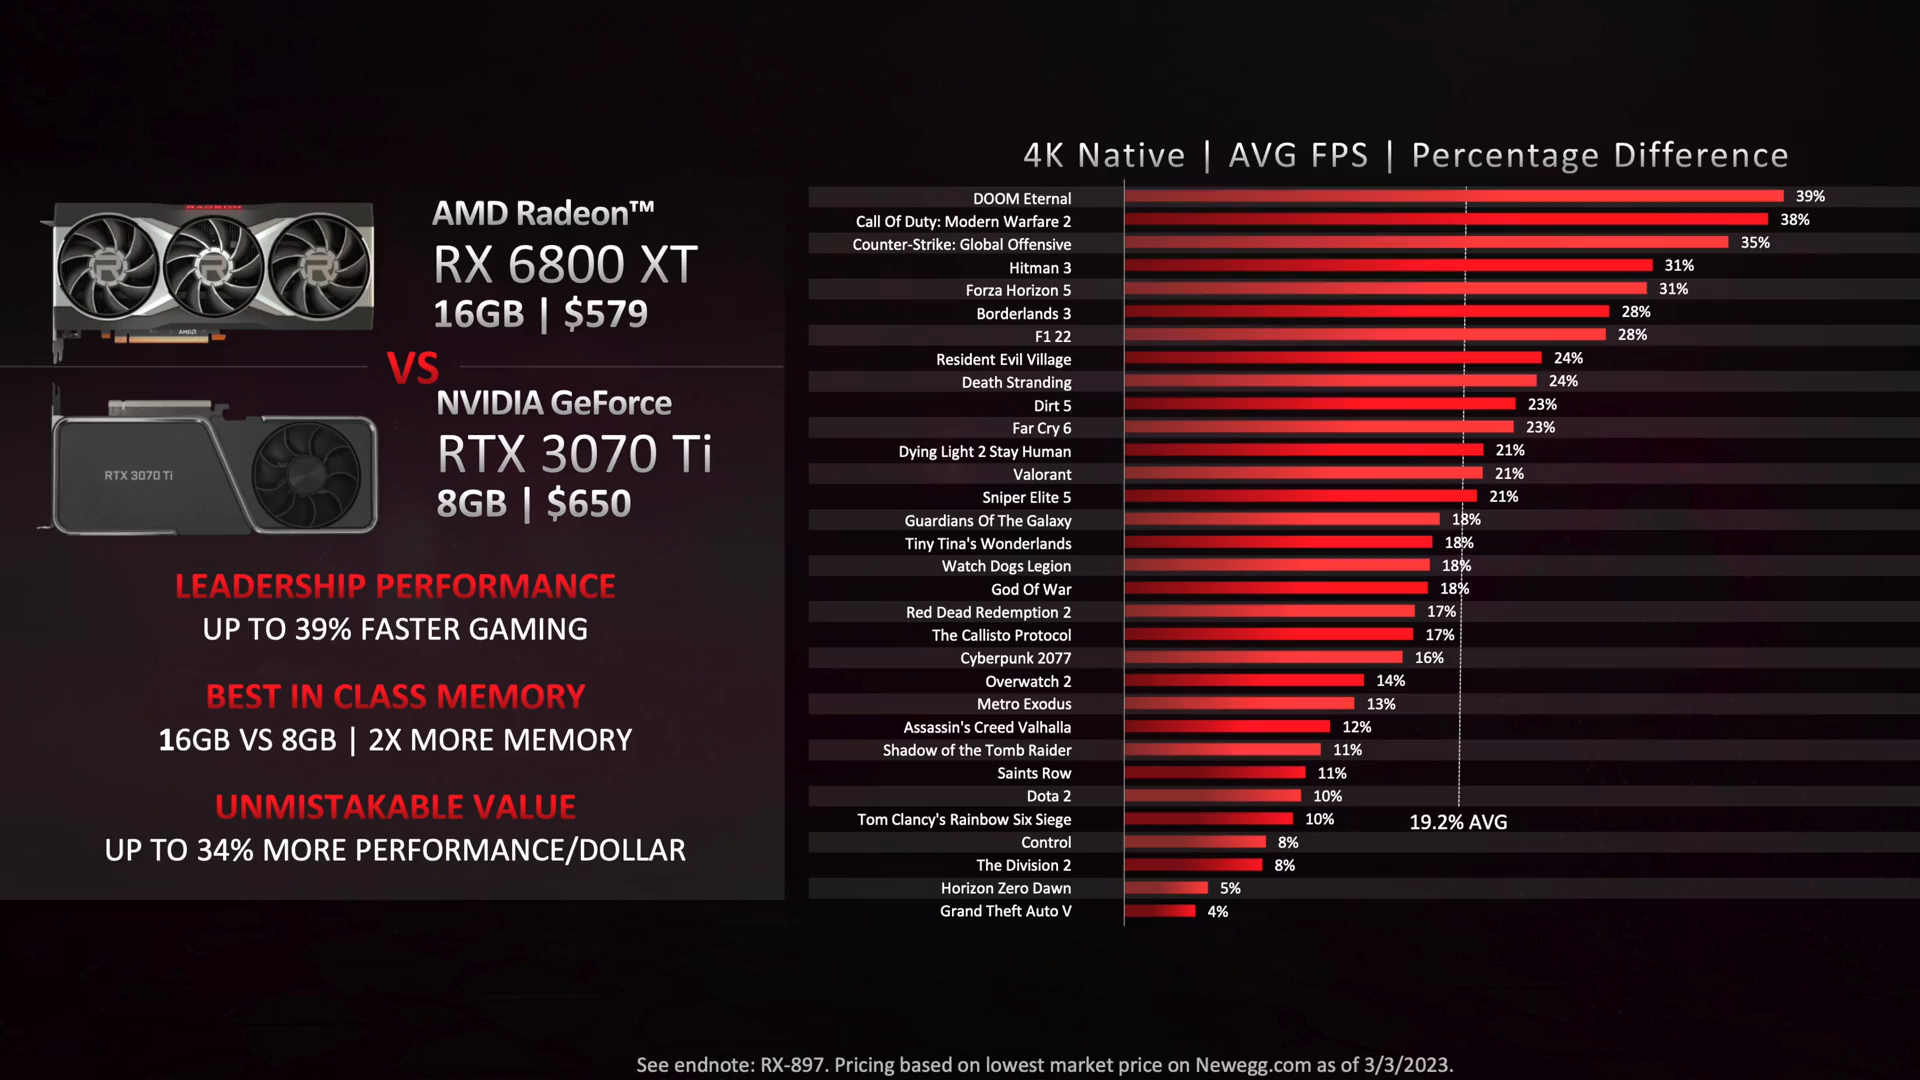 4K Native | AVG FPS | Percentage Difference
RADEON
AMD
AMD Radeon™
RX 6800 XT
16GB | $579
VS
NVIDIA GeForce
RTX 3070 Ti
8GB | $650
RTX 3070 Ti
LEADERSHIP PERFORMANCE
UP TO 39% FASTER GAMING
BEST IN CLASS MEMORY
16GB VS 8GB | 2X MORE MEMORY
UNMISTAKABLE VALUE
UP TO 34% MORE PERFORMANCE/DOLLAR
DOOM Eternal 39%
Call Of Duty: Modern Warfare 2 38%
Counter-Strike: Global Offensive 35%
Hitman 3 31%
Forza Horizon 5 31%
Borderlands 3 28%
F1 22 28%
Resident Evil Village 24%
Death Stranding 24%
Dirt 5 23%
Far Cry 6 23%
Dying Light 2 Stay Human 21%
Valorant 21%
Sniper Elite 5 21%
Guardians Of The Galaxy 18%
Tiny Tina's Wonderlands 18%
Watch Dogs Legion 18%
God Of War 18%
Red Dead Redemption 2 17%
The Callisto Protocol 17%
Cyberpunk 2077 16%
Overwatch 2 14%
Metro Exodus 13%
Assassin's Creed Valhalla 12%
Shadow of the Tomb Raider 11%
Saints Row 11%
Dota 2 10%
Tom Clancy's Rainbow Six Siege 10%
19.2% AVG
Control 8%
The Division 2 8%
Horizon Zero Dawn 5%
Grand Theft Auto V 4%
See endnote: RX-897. Pricing based on lowest market price on Newegg.com as of 3/3/2023.